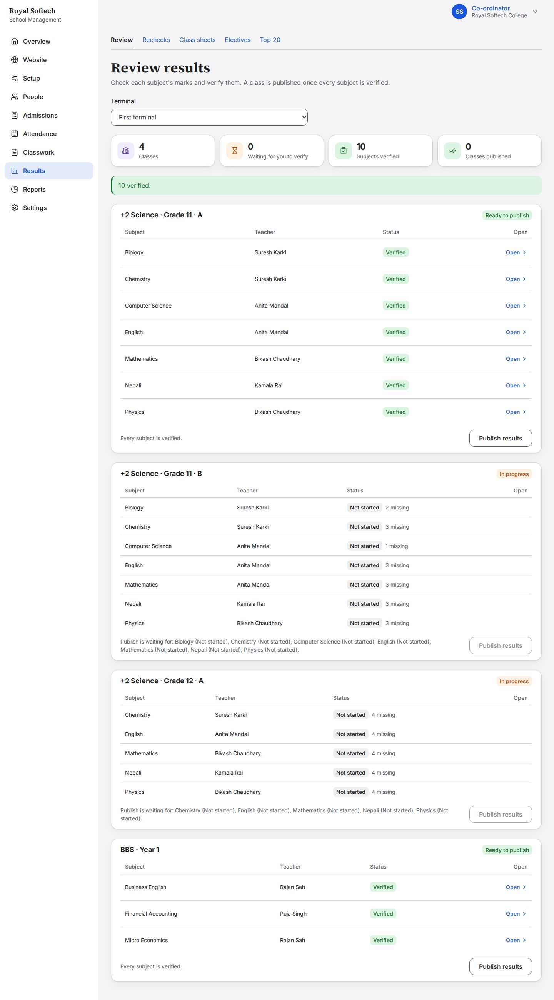 Royal Softech
School Management
Overview
Website
Setup
People
Admissions
Attendance
Classwork
Results
Reports
Settings
SS
Co-ordinator
Royal Softech College
Review Rechecks Class sheets Electives Top 20
Review results
Check each subject's marks and verify them. A class is published once every subject is verified.
Terminal
First terminal
4
Classes
0
Waiting for you to verify
10
Subjects verified
0
Classes published
10 verified.
+2 Science · Grade 11 · A Ready to publish
Subject Teacher Status Open
Biology Suresh Karki Verified Open
Chemistry Suresh Karki Verified Open
Computer Science Anita Mandal Verified Open
English Anita Mandal Verified Open
Mathematics Bikash Chaudhary Verified Open
Nepali Kamala Rai Verified Open
Physics Bikash Chaudhary Verified Open
Every subject is verified. Publish results
+2 Science · Grade 11 · B In progress
Subject Teacher Status Open
Biology Suresh Karki Not started 2 missing
Chemistry Suresh Karki Not started 3 missing
Computer Science Anita Mandal Not started 1 missing
English Anita Mandal Not started 3 missing
Mathematics Anita Mandal Not started 3 missing
Nepali Kamala Rai Not started 3 missing
Physics Bikash Chaudhary Not started 3 missing
Publish is waiting for: Biology (Not started), Chemistry (Not started), Computer Science (Not started), English (Not started),
Mathematics (Not started), Nepali (Not started), Physics (Not started).
Publish results
+2 Science · Grade 12 · A In progress
Subject Teacher Status Open
Chemistry Suresh Karki Not started 4 missing
English Anita Mandal Not started 4 missing
Mathematics Bikash Chaudhary Not started 4 missing
Nepali Kamala Rai Not started 4 missing
Physics Bikash Chaudhary Not started 4 missing
Publish is waiting for: Chemistry (Not started), English (Not started), Mathematics (Not started), Nepali (Not started), Physics (Not
started).
Publish results
BBS · Year 1 Ready to publish
Subject Teacher Status Open
Business English Rajan Sah Verified Open
Financial Accounting Puja Singh Verified Open
Micro Economics Rajan Sah Verified Open
Every subject is verified. Publish results